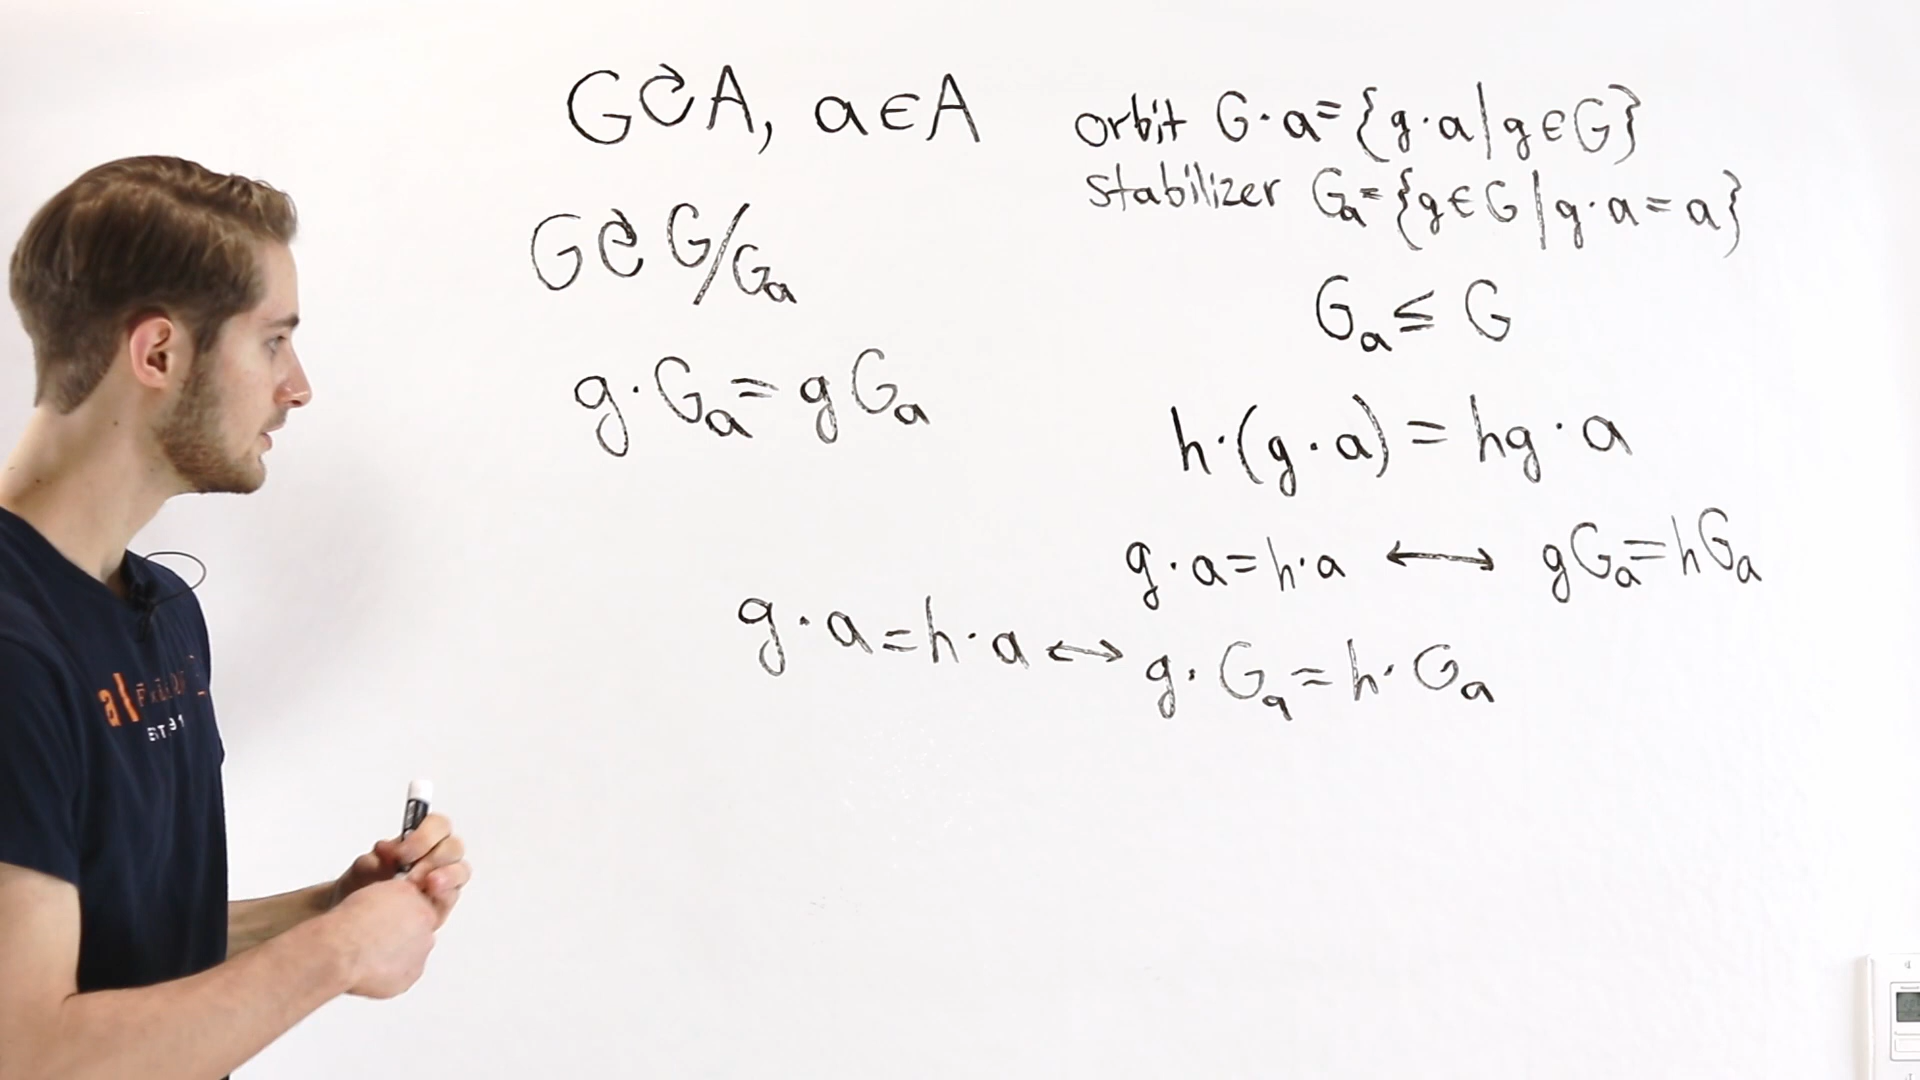 G↻A, a∈A
orbit G·a={g·a|g∈G}
stabilizer Gₐ={g∈G|g·a=a}
G↻G/Gₐ
Gₐ≤G
g·Gₐ=gGₐ
h·(g·a)=hg·a
g·a=h·a ↔ gGₐ=hGₐ
g·a=h·a ↔ g·Gₐ=h·Gₐ